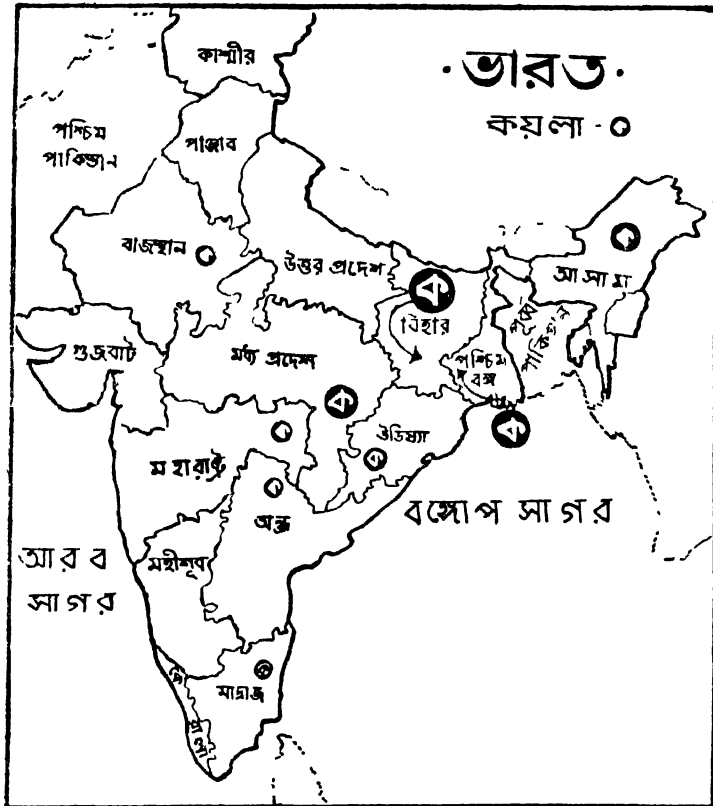 কাশ্মীর
·ভারত·
কয়লা - ক
পশ্চিম
পাকিস্তান
পাঞ্জাব
রাজস্থান
ক
উত্তর প্রদেশ
ক
আসাম
ক
বিহার
পূর্ব
পাকিস্তান
গুজরাট
মধ্য প্রদেশ
পশ্চিম
বঙ্গ
ক
ক
মহারাষ্ট্র
ক
উড়িষ্যা
ক
ক
অন্ধ্র
বঙ্গোপ সাগর
আরব
সাগর
মহীশূর
মাদ্রাজ
ক